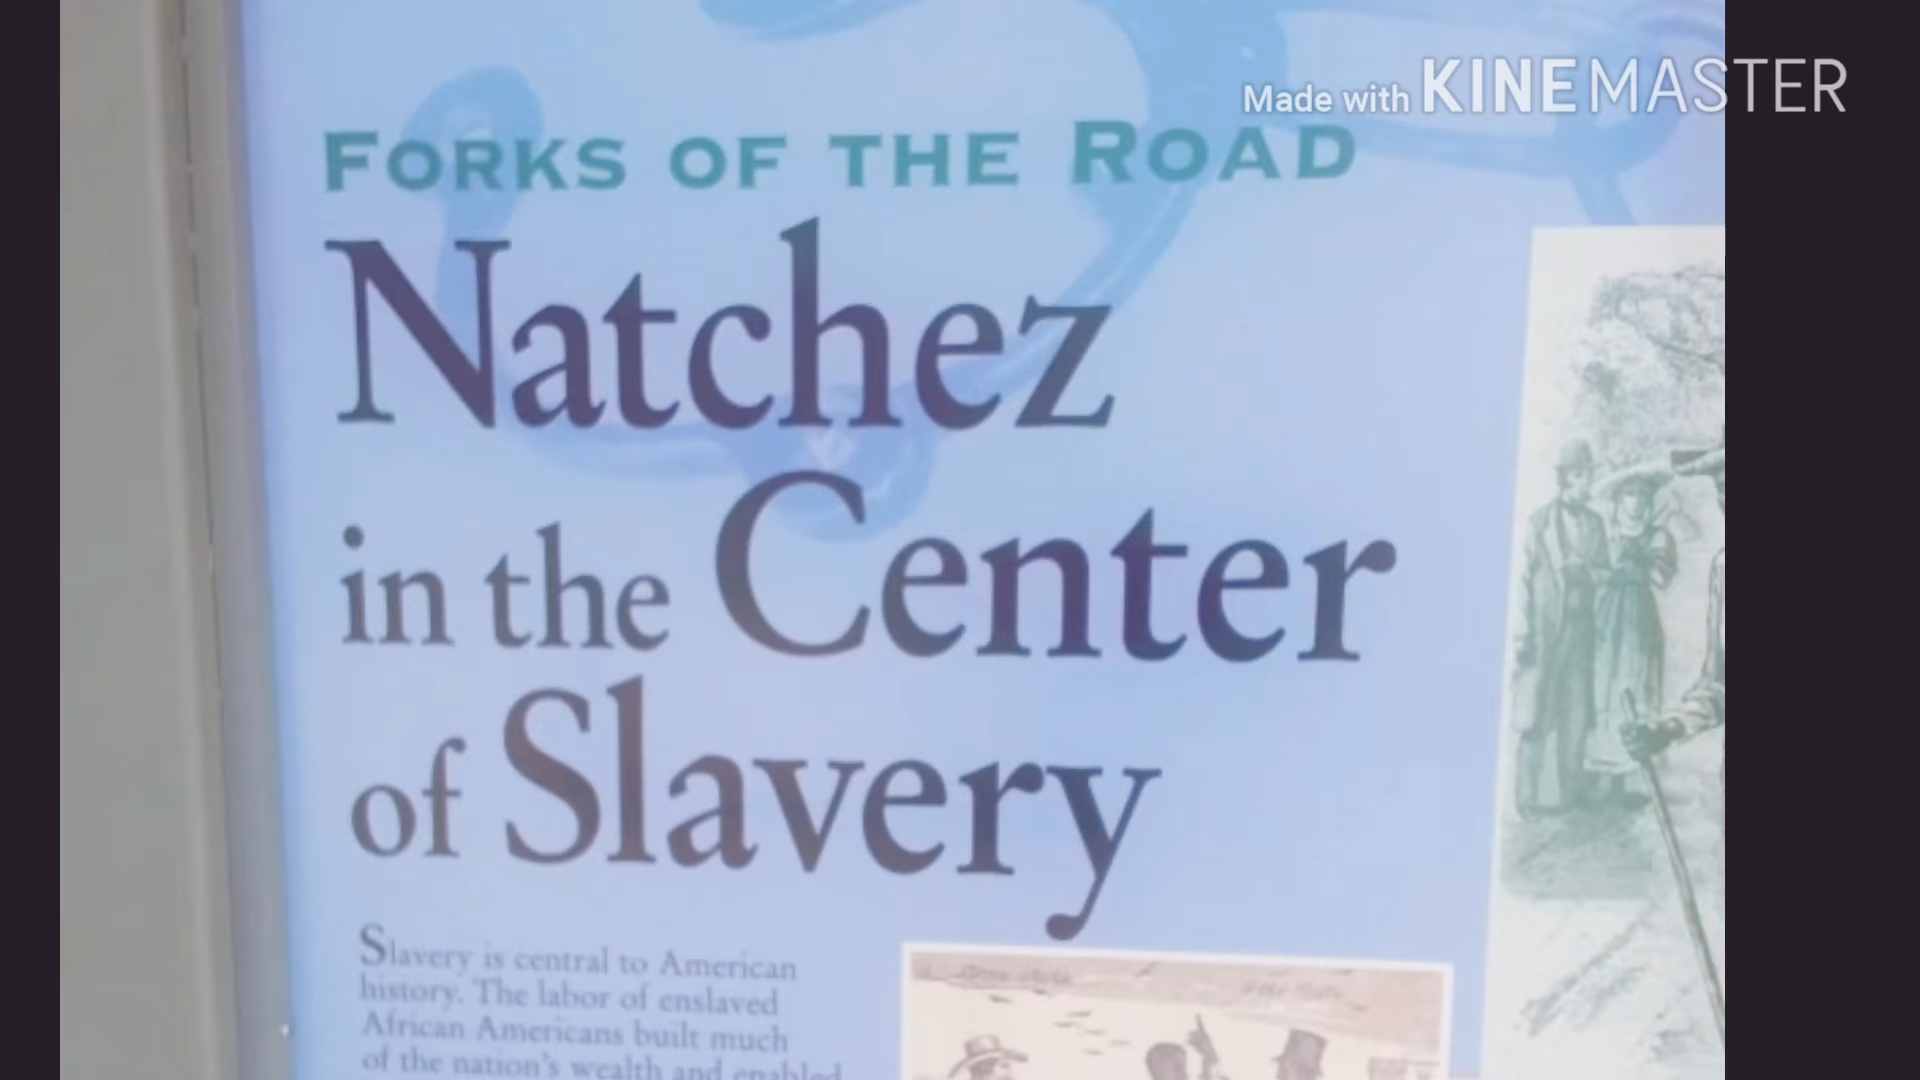 Made with KINEMASTER
FORKS OF THE ROAD
Natchez
in the Center
of Slavery
Slavery is central to American
history. The labor of enslaved
African Americans built much
of the nation's wealth and enabled